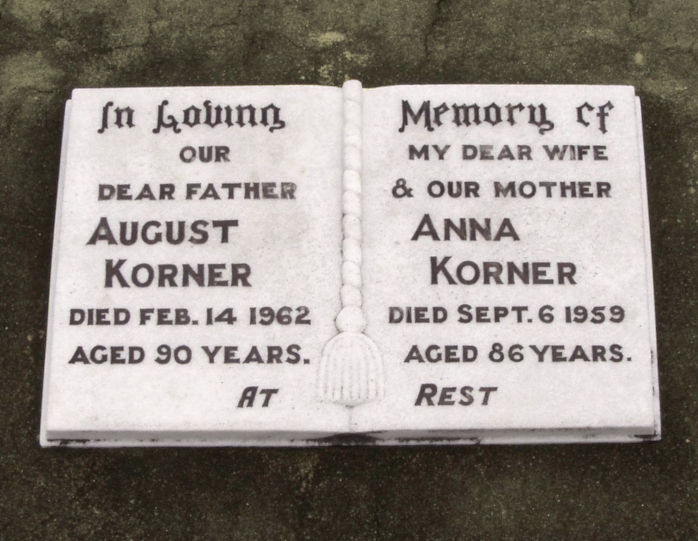 In Loving
OUR
DEAR FATHER
AUGUST
KORNER
DIED FEB. 14 1962
AGED 90 YEARS.
AT
Memory of
MY DEAR WIFE
& OUR MOTHER
ANNA
KORNER
DIED SEPT. 6 1959
AGED 86 YEARS.
REST